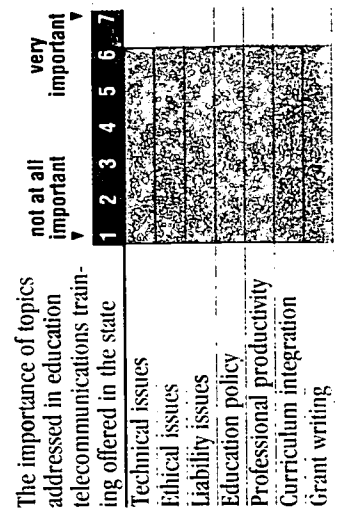 The importance of topics
addressed in education
telecommunications train-
ing offered in the state
not at all
important
very
important
1 2 3 4 5 6 7
Technical issues
Ethical issues
Liability issues
Education policy
Professional productivity
Curriculum integration
Grant writing